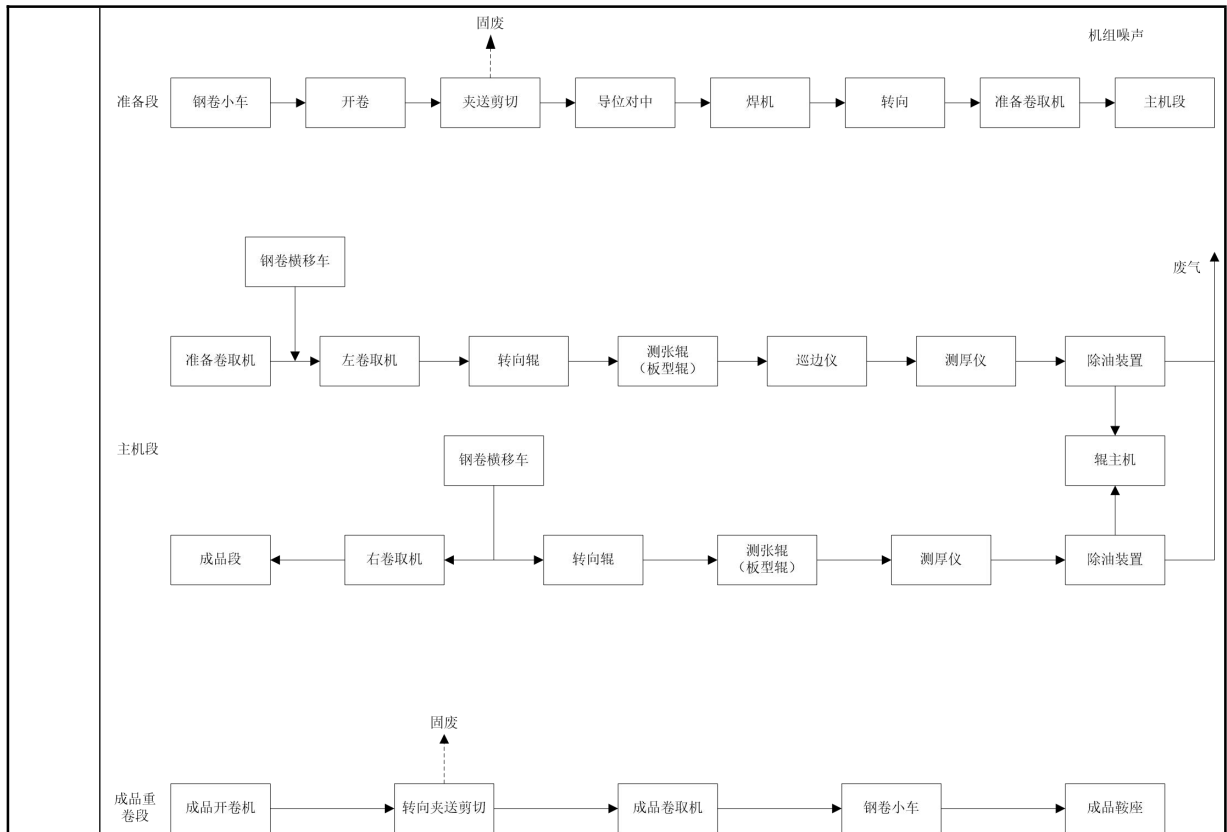 固废
机组噪声
准备段
钢卷小车
开卷
夹送剪切
导位对中
焊机
转向
准备卷取机
主机段
钢卷横移车
废气
准备卷取机
左卷取机
转向辊
测张辊
（板型辊）
巡边仪
测厚仪
除油装置
主机段
钢卷横移车
辊主机
成品段
右卷取机
转向辊
测张辊
（板型辊）
测厚仪
除油装置
固废
成品重
卷段
成品开卷机
转向夹送剪切
成品卷取机
钢卷小车
成品鞍座